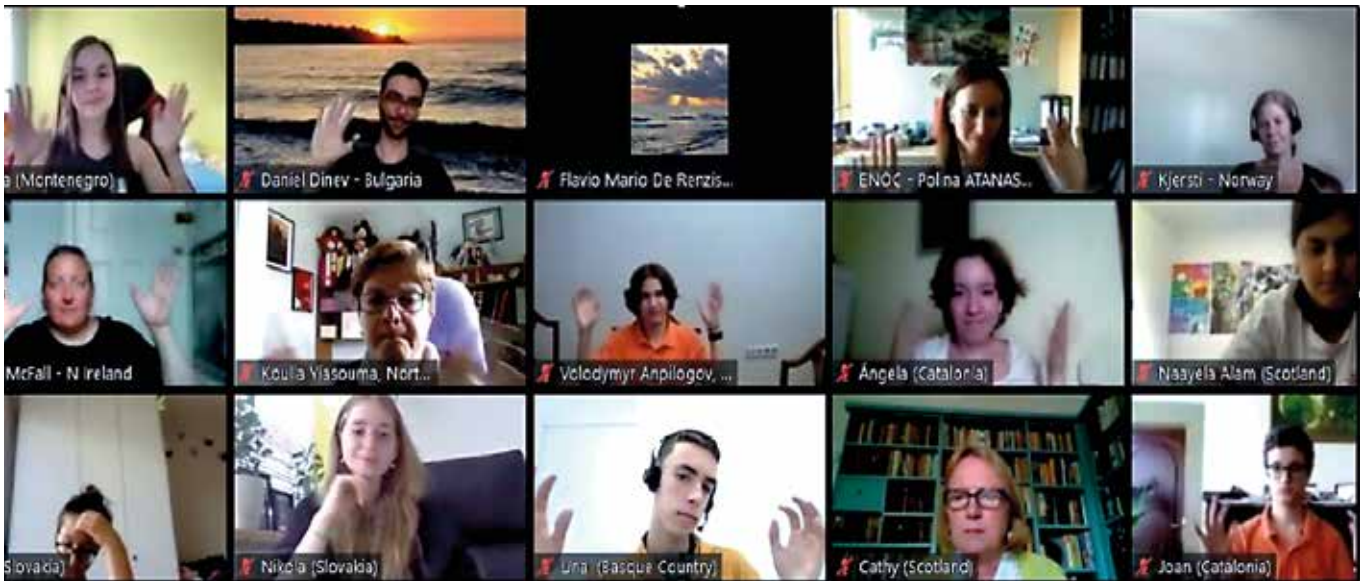 a (Montenegro)
Daniel Dinev - Bulgaria
Flavio Mario De Renzis...
ENOC - Polina ATANAS...
Kjersti - Norway
McFall - N Ireland
Koulla Yiasouma, Nort...
Volodymyr Anpilogov, ...
Ángela (Catalonia)
Naayela Alam (Scotland)
Slovakia)
Nikola (Slovakia)
(Basque Country)
Cathy (Scotland)
Joan (Catalonia)